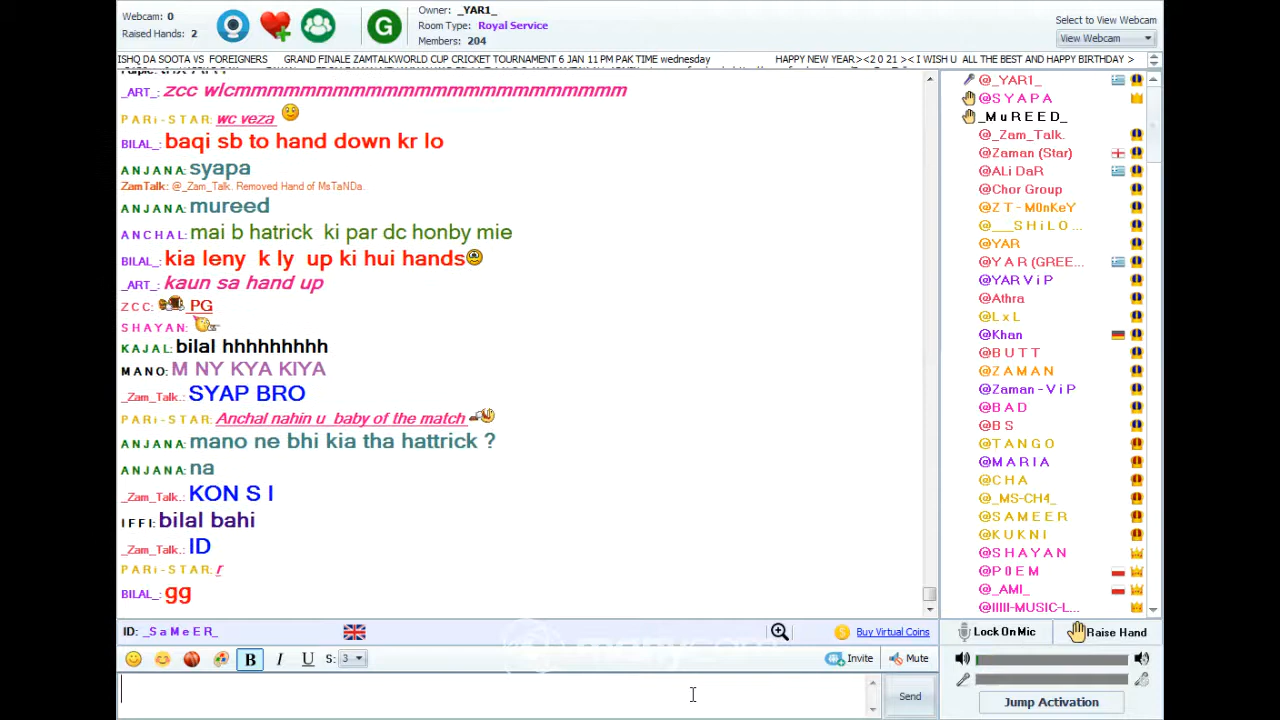 Webcam: 0
Raised Hands: 2
Owner: _YAR1_
Room Type: Royal Service
Members: 204
Select to View Webcam
View Webcam
ISHQ DA SOOTA VS FOREIGNERS GRAND FINALE ZAMTALKWORLD CUP CRICKET TOURNAMENT 6 JAN 11 PM PAK TIME wednesday HAPPY NEW YEAR><2 0 21 >< I WISH U ALL THE BEST AND HAPPY BIRTHDAY >
_ART_: zcc wlcmmmmmmmmmmmmmmmmmmmmmmmm
PARi-STAR: wc veza
BILAL_: baqi sb to hand down kr lo
ANJANA: syapa
ZamTalk: @_Zam_Talk. Removed Hand of MsTaNDa.
ANJANA: mureed
ANCHAL: mai b hatrick ki par dc honby mie
BILAL_: kia leny k ly up ki hui hands
_ART_: kaun sa hand up
ZCC: PG
SHAYAN:
KAJAL: bilal hhhhhhhhh
MANO: M NY KYA KIYA
_Zam_Talk.: SYAP BRO
PARi-STAR: Anchal nahin u baby of the match
ANJANA: mano ne bhi kia tha hattrick ?
ANJANA: na
_Zam_Talk.: KON S I
IFFI: bilal bahi
_Zam_Talk.: ID
PARi-STAR: r
BILAL_: gg
@_YAR1_
@S Y A P A
_M u R E E D_
@_Zam_Talk.
@Zaman (Star)
@ALi DaR
@Chor Group
@Z T - M0nKeY
@___S H i L O ...
@YAR
@Y A R (GREE...
@YAR V i P
@Athra
@L x L
@Khan
@B U T T
@Z A M A N
@Zaman - V i P
@B A D
@B S
@T A N G O
@M A R I A
@C H A
@_MS-CH4_
@S A M E E R
@K U K N I
@S H A Y A N
@P 0 E M
@_AMI_
@IIIII-MUSIC-L...
ID: _S a M e E R_
Buy Virtual Coins
Lock On Mic
Raise Hand
B I U S: 3
Invite
Mute
Send
Jump Activation